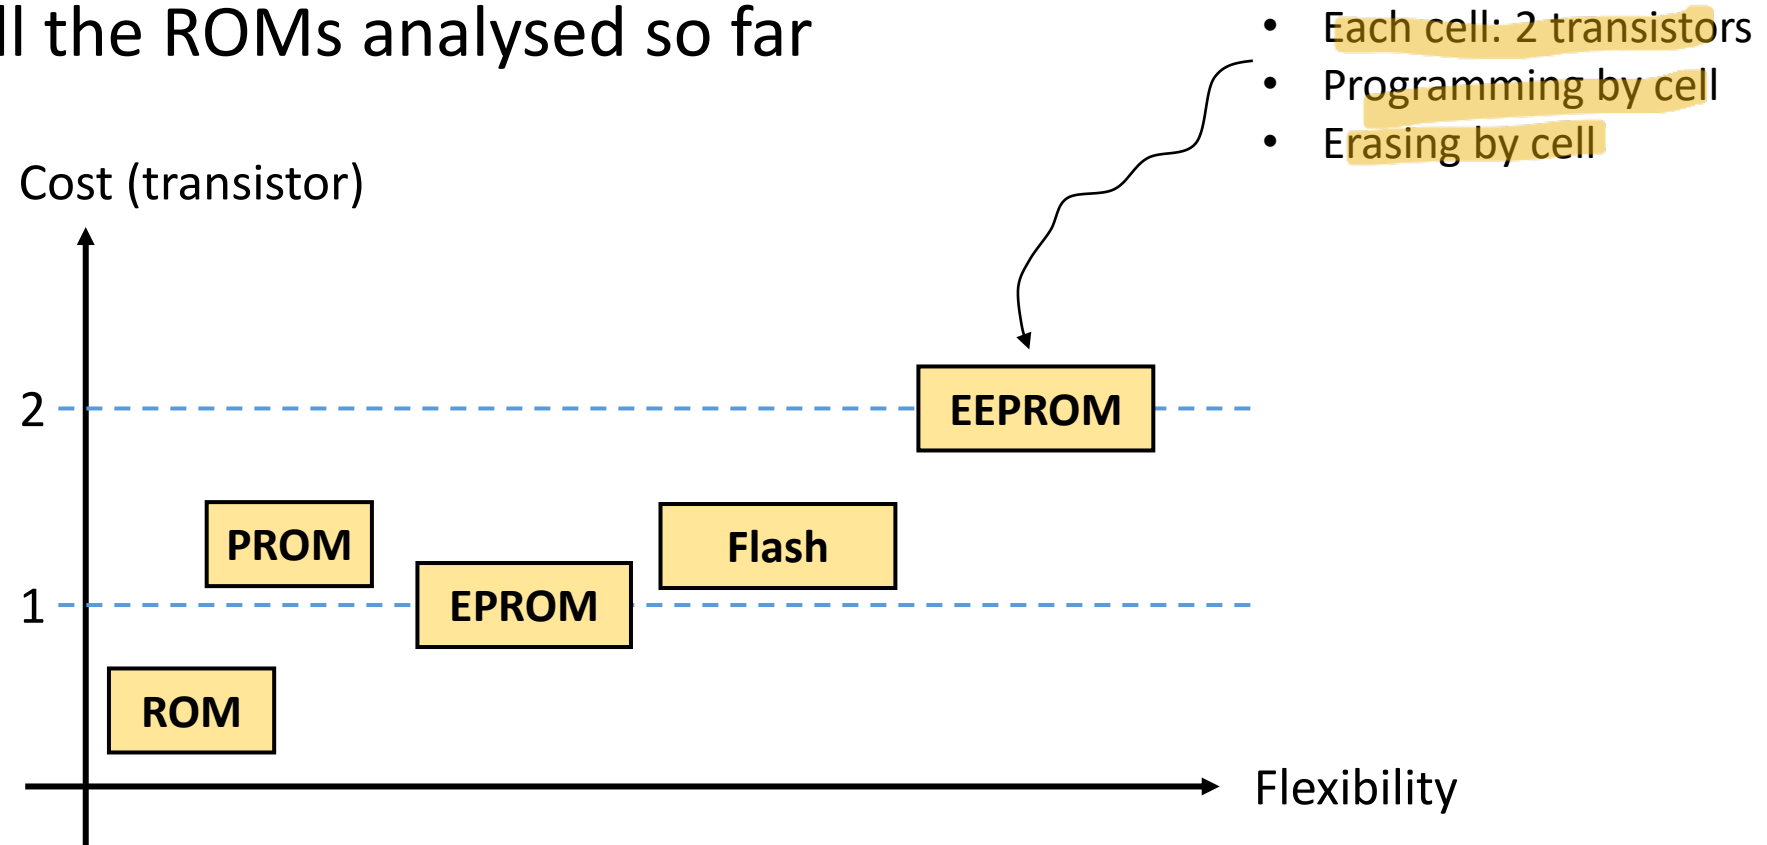 ll the ROMs analysed so far
• Each cell: 2 transistors
• Programming by cell
• Erasing by cell
Cost (transistor)
2
EEPROM
PROM
Flash
1
EPROM
ROM
Flexibility